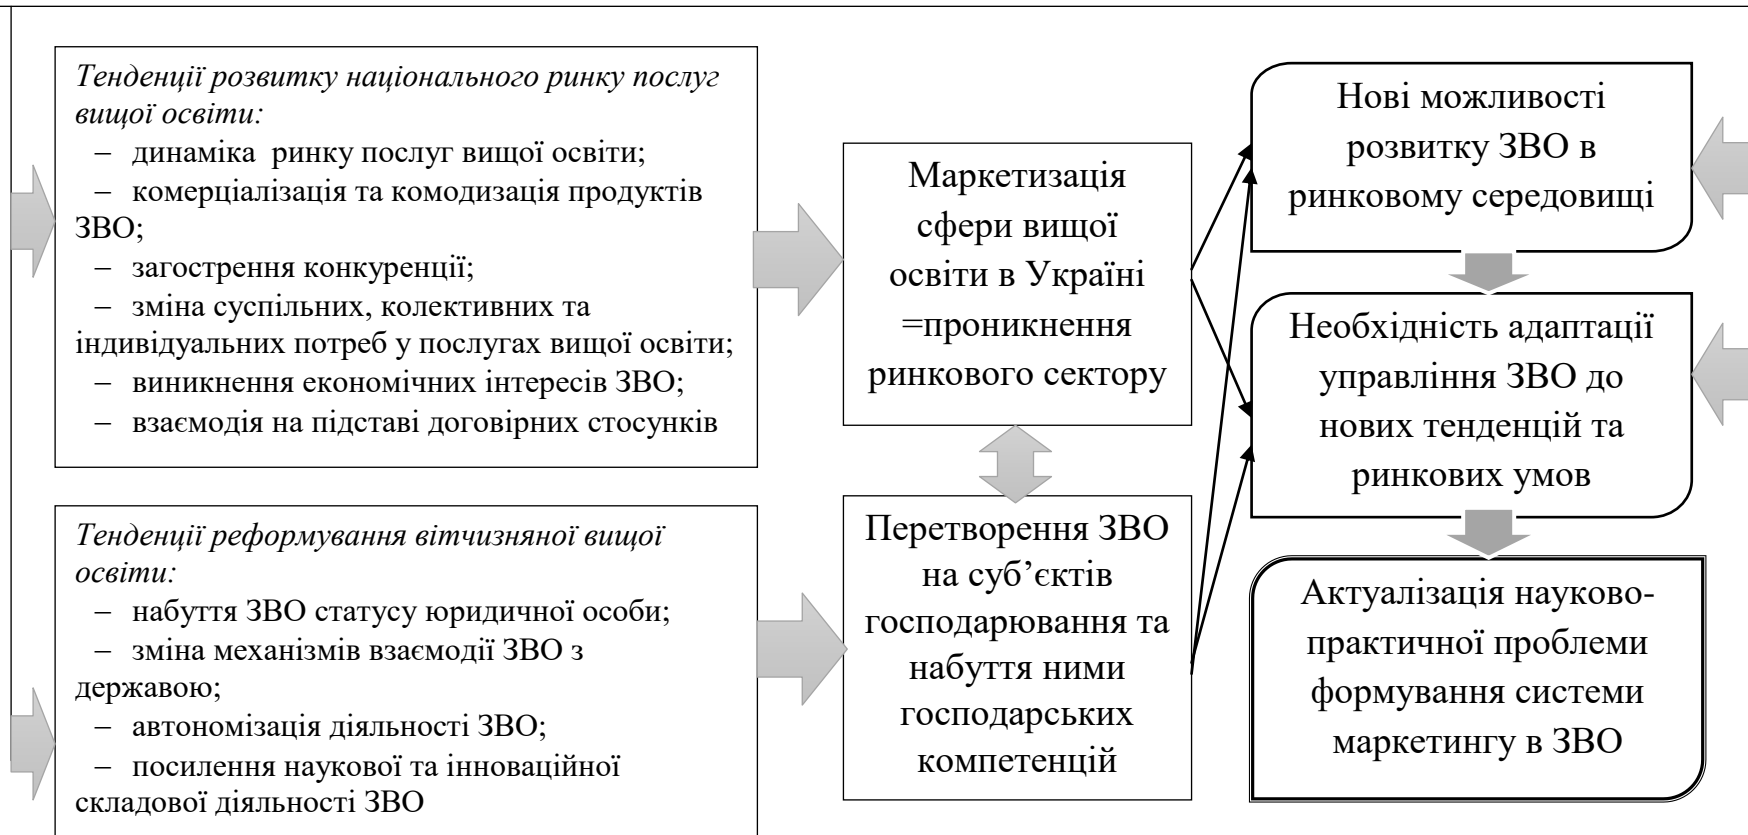 Тенденції розвитку національного ринку послуг
вищої освіти:
– динаміка ринку послуг вищої освіти;
– комерціалізація та комодизація продуктів
ЗВО;
– загострення конкуренції;
– зміна суспільних, колективних та
індивідуальних потреб у послугах вищої освіти;
– виникнення економічних інтересів ЗВО;
– взаємодія на підставі договірних стосунків
Тенденції реформування вітчизняної вищої
освіти:
– набуття ЗВО статусу юридичної особи;
– зміна механізмів взаємодії ЗВО з
державою;
– автономізація діяльності ЗВО;
– посилення наукової та інноваційної
складової діяльності ЗВО
Маркетизація
сфери вищої
освіти в Україні
=проникнення
ринкового сектору
Перетворення ЗВО
на суб’єктів
господарювання та
набуття ними
господарських
компетенцій
Нові можливості
розвитку ЗВО в
ринковому середовищі
Необхідність адаптації
управління ЗВО до
нових тенденцій та
ринкових умов
Актуалізація науково-
практичної проблеми
формування системи
маркетингу в ЗВО